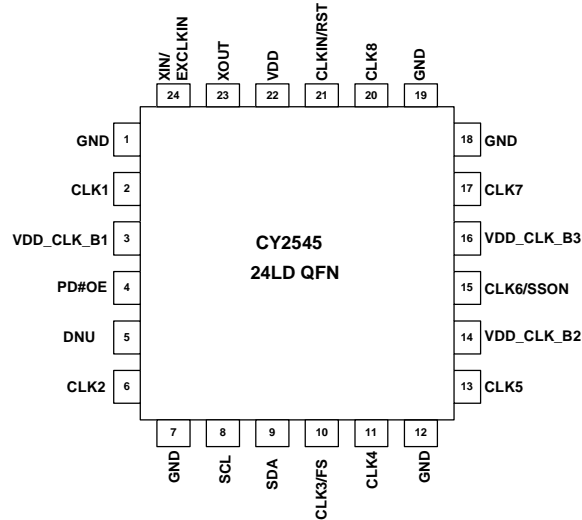 XIN/
EXCLKIN
XOUT
VDD
CLKIN/RST
CLK8
GND
24
23
22
21
20
19
GND
1
18
GND
CLK1
2
17
CLK7
VDD_CLK_B1
3
16
VDD_CLK_B3
CY2545
24LD QFN
PD#OE
4
15
CLK6/SSON
DNU
5
14
VDD_CLK_B2
CLK2
6
13
CLK5
7
8
9
10
11
12
GND
SCL
SDA
CLK3/FS
CLK4
GND